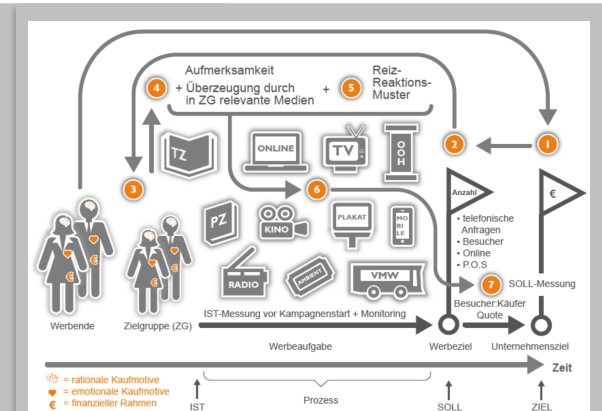 4
Aufmerksamkeit
+ Überzeugung durch
in ZG relevante Medien
+
5
Reiz-
Reaktions-
Muster
2
1
3
TZ
ONLINE
TV
OOH
6
PZ
KINO
PLAKAT
MOBILE
RADIO
AMBIENT
VMW
Anzahl
€
• telefonische
Anfragen
• Besucher
• Online
• P.O.S
7
SOLL-Messung
Besucher:Käufer
Quote
€
€
€
€
Werbende
Zielgruppe (ZG)
IST-Messung vor Kampagnenstart + Monitoring
Werbeaufgabe
Werbeziel
Unternehmensziel
Zeit
= rationale Kaufmotive
= emotionale Kaufmotive
€ = finanzieller Rahmen
IST
Prozess
SOLL
ZIEL